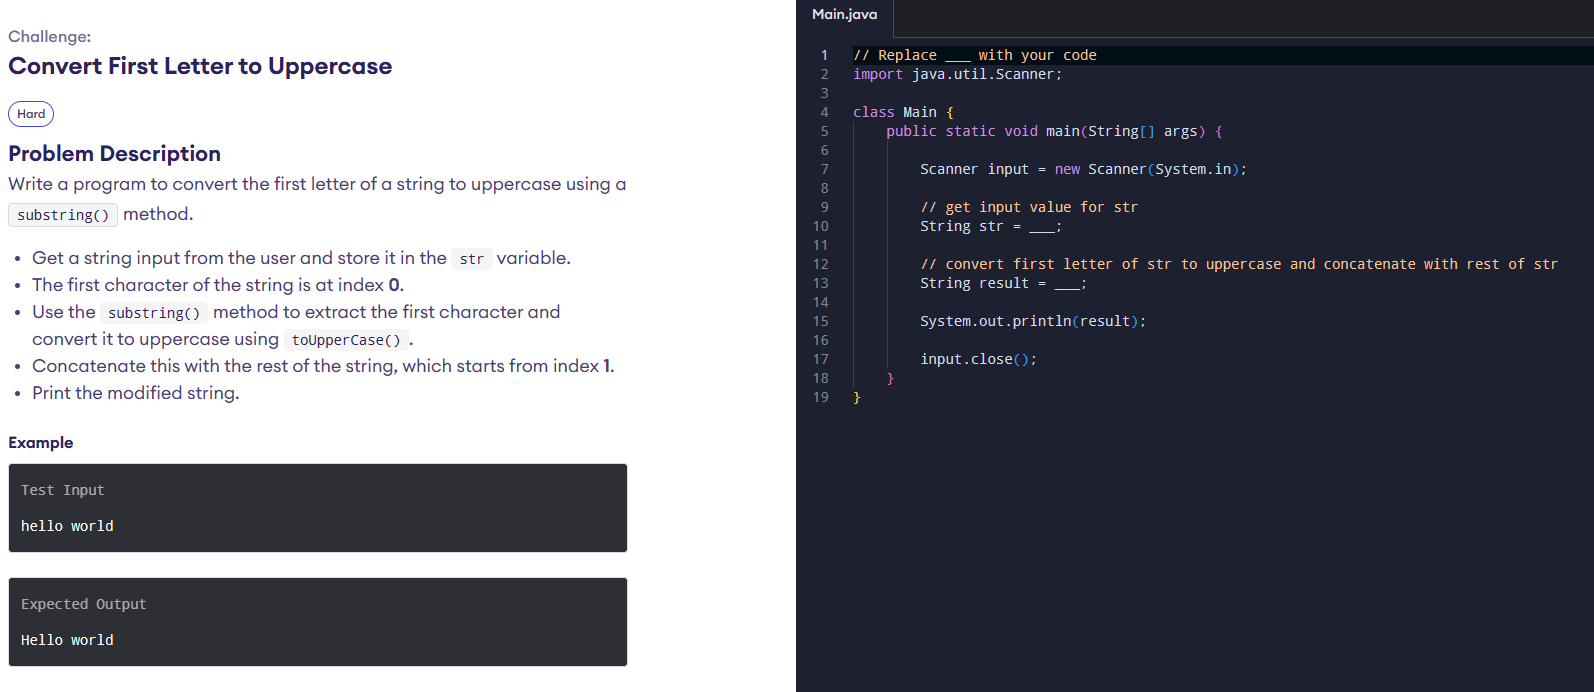 Challenge:
Convert First Letter to Uppercase
Hard
Problem Description
Write a program to convert the first letter of a string to uppercase using a
substring() method.
• Get a string input from the user and store it in the str variable.
• The first character of the string is at index 0.
• Use the substring() method to extract the first character and
convert it to uppercase using toUpperCase() .
• Concatenate this with the rest of the string, which starts from index 1.
• Print the modified string.
Example
Test Input
hello world
Expected Output
Hello world
Main.java
1 // Replace ___ with your code
2 import java.util.Scanner;
3
4 class Main {
5 public static void main(String[] args) {
6
7 Scanner input = new Scanner(System.in);
8
9 // get input value for str
10 String str = ___;
11
12 // convert first letter of str to uppercase and concatenate with rest of str
13 String result = ___;
14
15 System.out.println(result);
16
17 input.close();
18 }
19 }